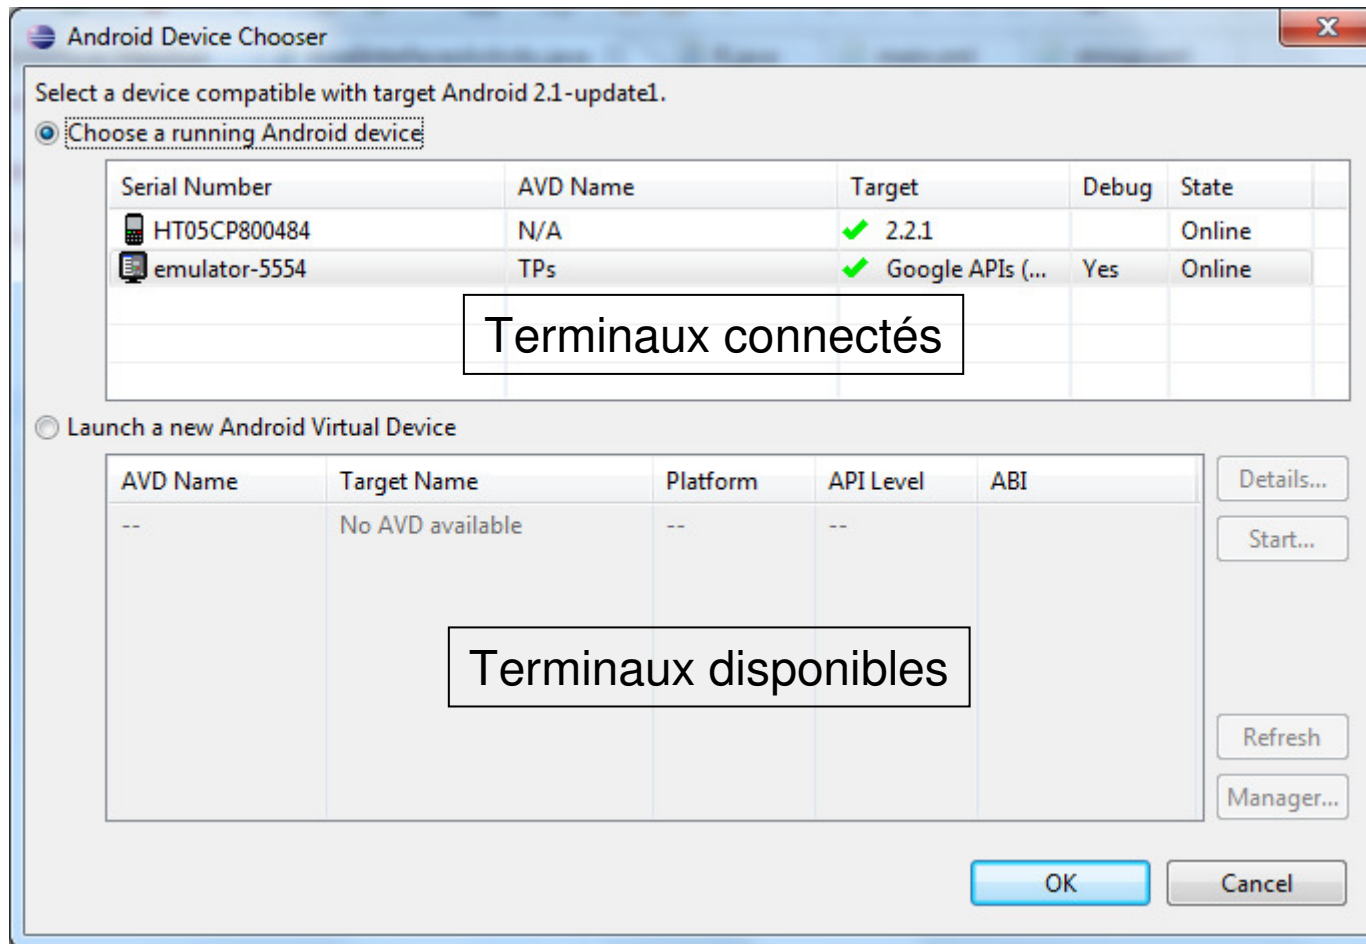 Android Device Chooser
Select a device compatible with target Android 2.1-update1.
Choose a running Android device
Serial Number AVD Name Target Debug State
HT05CP800484 N/A 2.2.1 Online
emulator-5554 TPs Google APIs (... Yes Online
Terminaux connectés
Launch a new Android Virtual Device
AVD Name Target Name Platform API Level ABI Details...
-- No AVD available -- --
Start...
Terminaux disponibles
Refresh
Manager...
OK Cancel